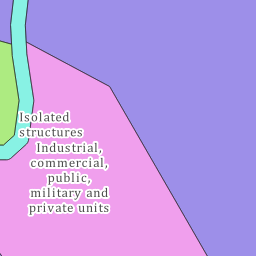 Isolated
structures
Industrial,
commercial,
public,
military and
private units